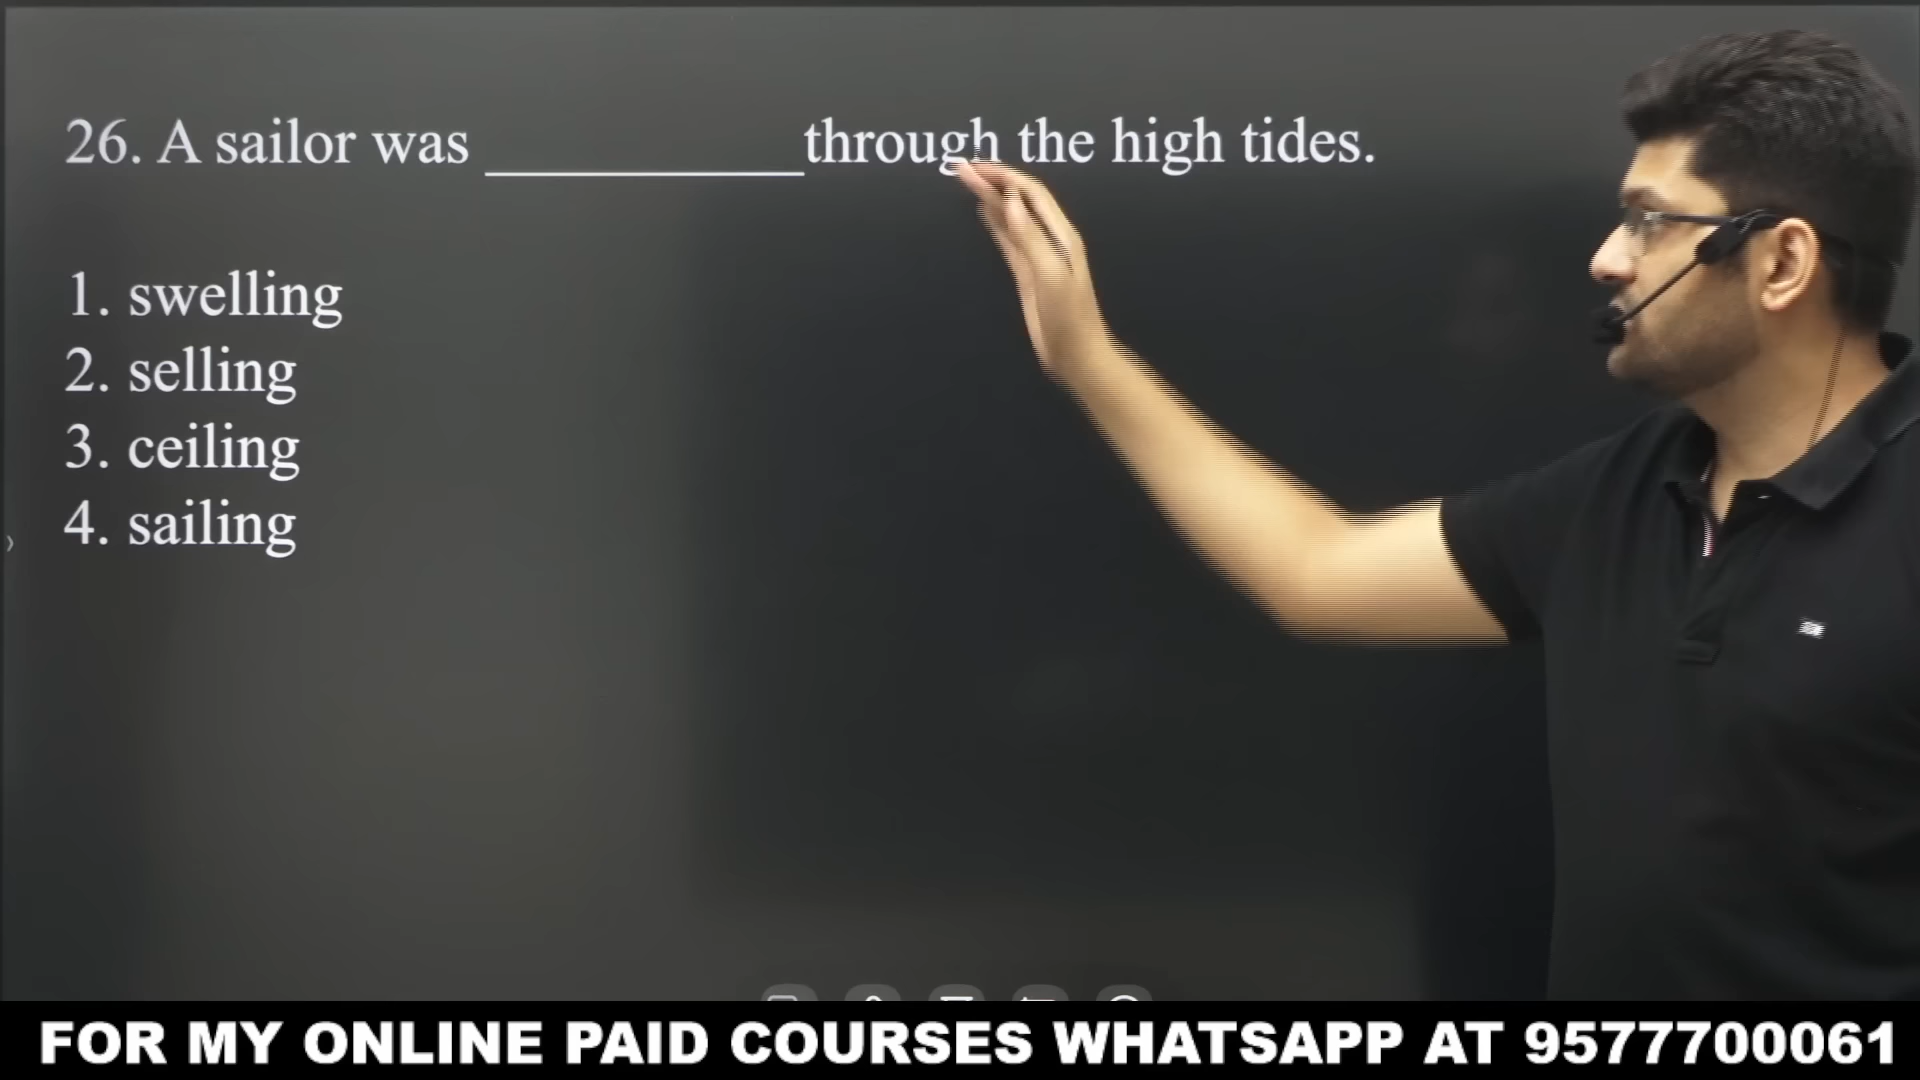 26. A sailor was __________ through the high tides.
1. swelling
2. selling
3. ceiling
4. sailing
FOR MY ONLINE PAID COURSES WHATSAPP AT 9577700061